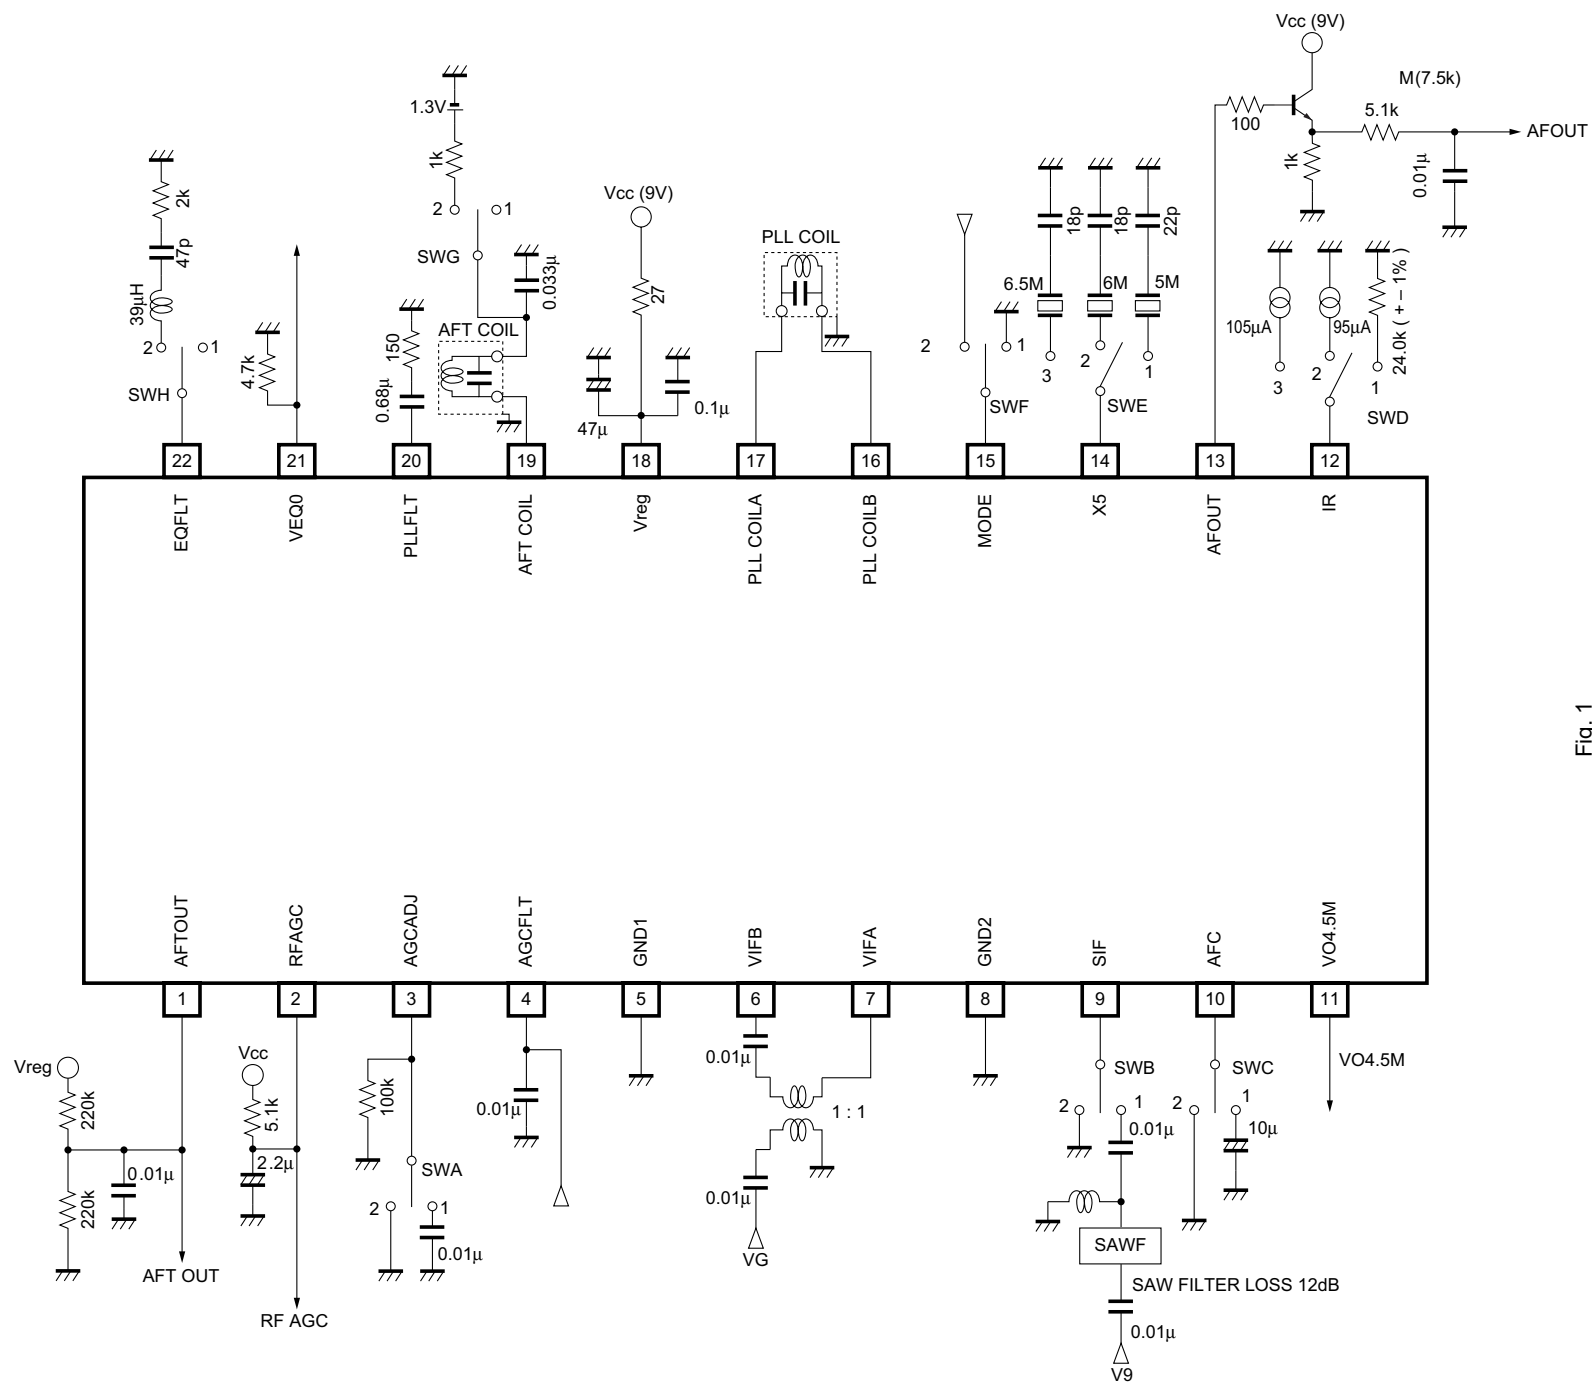 Vcc (9V)
M(7.5k)
100
5.1k
AFOUT
1k
0.01µ
1.3V
1k
2
1
SWG
0.033µ
2k
47p
39µH
2
1
SWH
4.7k
150
0.68µ
AFT COIL
Vcc (9V)
27
47µ
0.1µ
PLL COIL
2
1
SWF
18p
18p
22p
6.5M
6M
5M
3
2
1
SWE
105µA
95µA
24.0k ( + – 1% )
3
2
1
SWD
22
21
20
19
18
17
16
15
14
13
12
EQFLT
VEQ0
PLLFLT
AFT COIL
Vreg
PLL COILA
PLL COILB
MODE
X5
AFOUT
IR
Fig. 1
AFTOUT
RFAGC
AGCADJ
AGCFLT
GND1
VIFB
VIFA
GND2
SIF
AFC
VO4.5M
1
2
3
4
5
6
7
8
9
10
11
Vreg
220k
220k
0.01µ
AFT OUT
Vcc
5.1k
2.2µ
RF AGC
100k
SWA
2
1
0.01µ
0.01µ
0.01µ
1 : 1
0.01µ
VG
SWB
2
1
0.01µ
SAWF
SAW FILTER LOSS 12dB
0.01µ
V9
SWC
2
1
10µ
VO4.5M